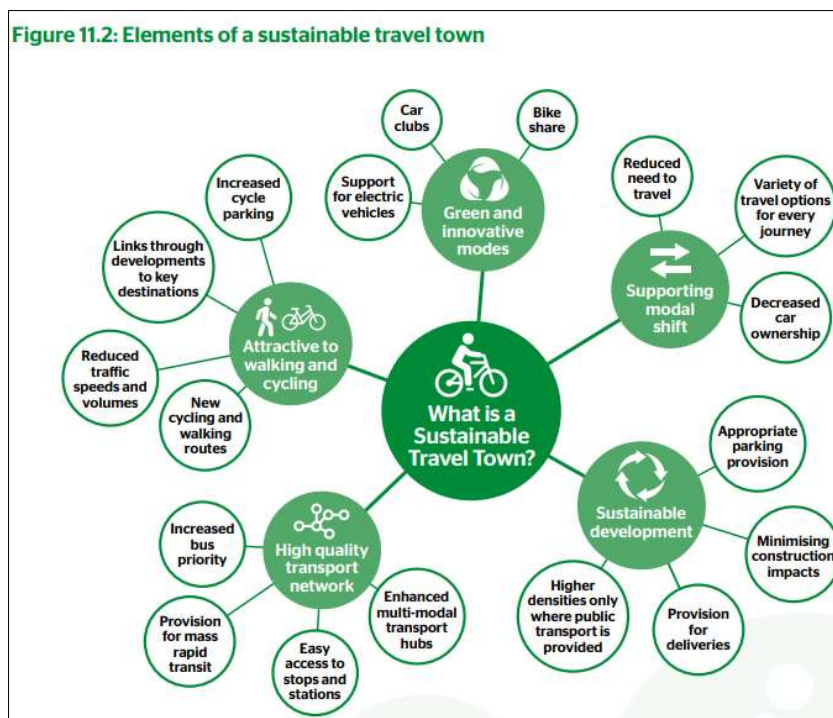 Figure 11.2: Elements of a sustainable travel town
Car
clubs
Bike
share
Support
for electric
vehicles
Green and
innovative
modes
Reduced
need to
travel
Variety of
travel options
for every
journey
Supporting
modal
shift
Decreased
car
ownership
Increased
cycle
parking
Links through
developments
to key
destinations
Attractive to
walking and
cycling
Reduced
traffic
speeds and
volumes
New
cycling and
walking
routes
What is a
Sustainable
Travel Town?
Appropriate
parking
provision
Sustainable
development
Minimising
construction
impacts
Higher
densities only
where public
transport is
provided
Provision
for
deliveries
Increased
bus
priority
High quality
transport
network
Provision
for mass
rapid
transit
Easy
access to
stops and
stations
Enhanced
multi-modal
transport
hubs